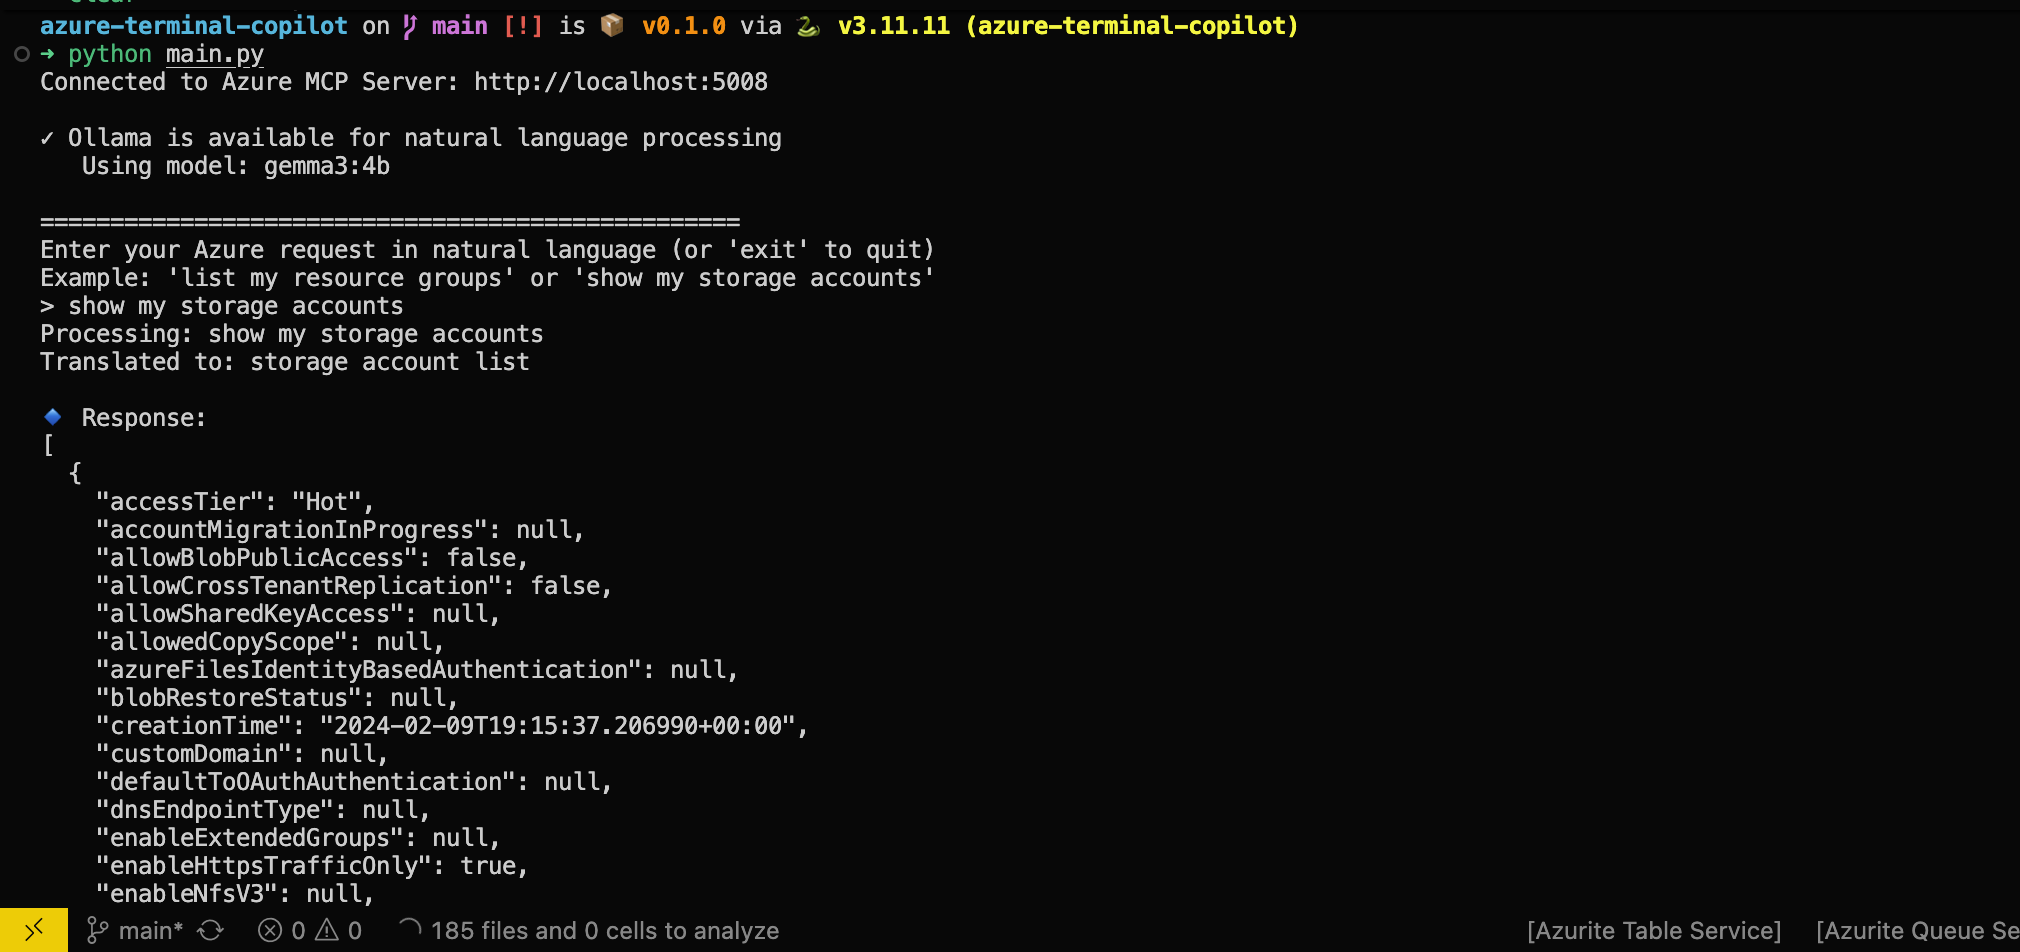 azure-terminal-copilot on main [!] is 📦 v0.1.0 via 🐍 v3.11.11 (azure-terminal-copilot)
➜ python main.py
Connected to Azure MCP Server: http://localhost:5008
✓ Ollama is available for natural language processing
Using model: gemma3:4b
==================================================
Enter your Azure request in natural language (or 'exit' to quit)
Example: 'list my resource groups' or 'show my storage accounts'
> show my storage accounts
Processing: show my storage accounts
Translated to: storage account list
🔹 Response:
[
{
"accessTier": "Hot",
"accountMigrationInProgress": null,
"allowBlobPublicAccess": false,
"allowCrossTenantReplication": false,
"allowSharedKeyAccess": null,
"allowedCopyScope": null,
"azureFilesIdentityBasedAuthentication": null,
"blobRestoreStatus": null,
"creationTime": "2024-02-09T19:15:37.206990+00:00",
"customDomain": null,
"defaultToOAuthAuthentication": null,
"dnsEndpointType": null,
"enableExtendedGroups": null,
"enableHttpsTrafficOnly": true,
"enableNfsV3": null,
main* 0 0 185 files and 0 cells to analyze [Azurite Table Service] [Azurite Queue Se